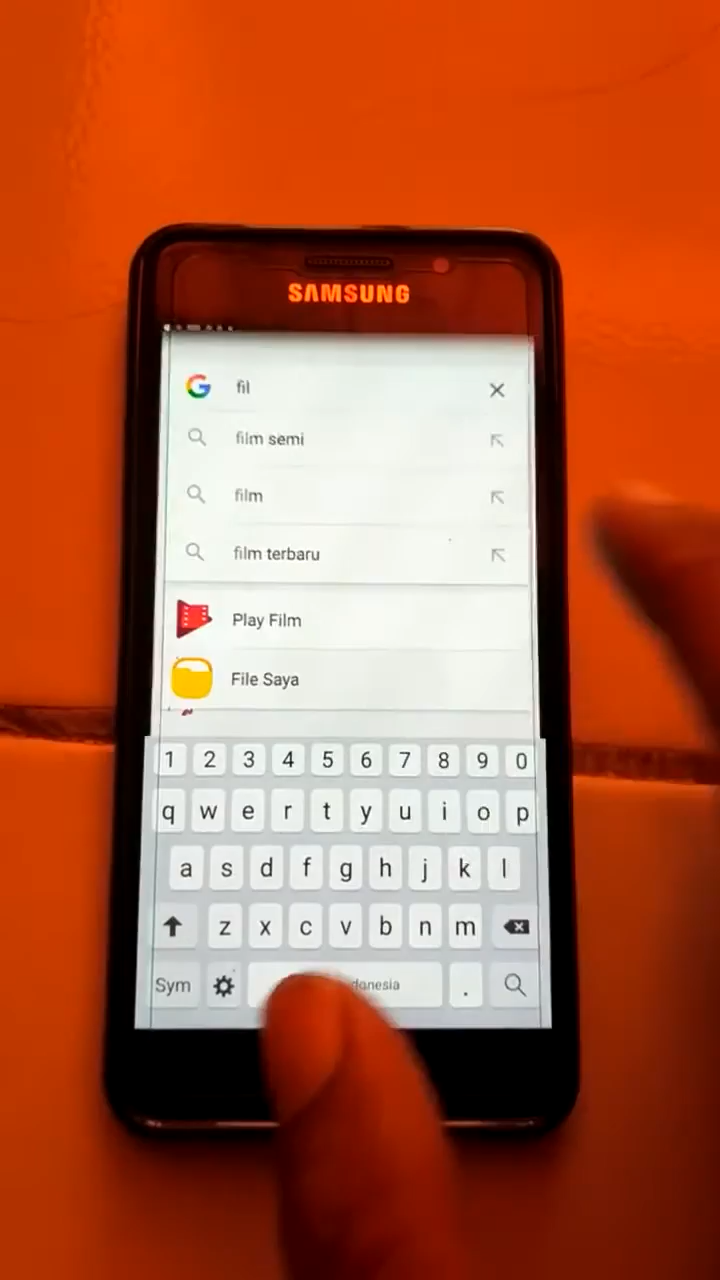 SAMSUNG
fil
film semi
film
film terbaru
Play Film
File Saya
1 2 3 4 5 6 7 8 9 0
q w e r t y u i o p
a s d f g h j k l
z x c v b n m
Sym .